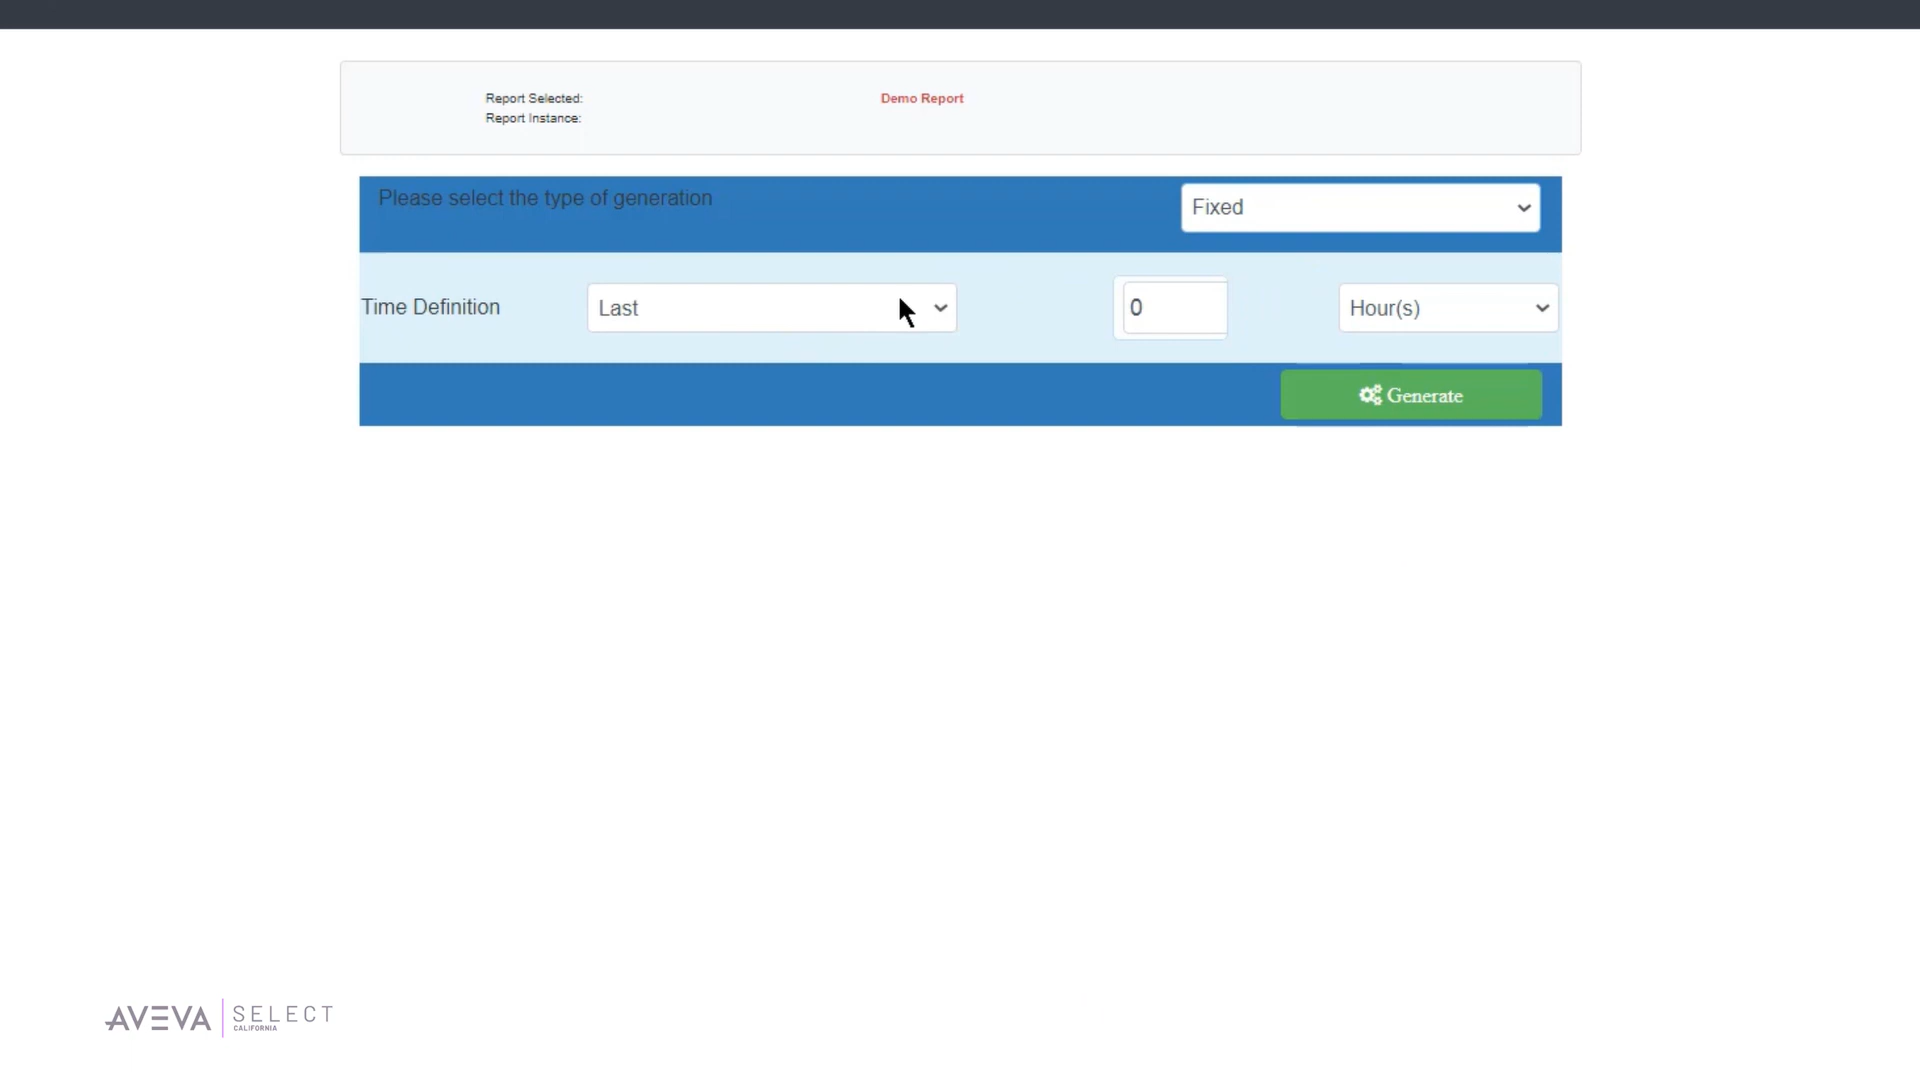 Report Selected: Demo Report
Report Instance:
Please select the type of generation Fixed
Time Definition Last 0 Hour(s)
Generate
AVEVA SELECT
CALIFORNIA